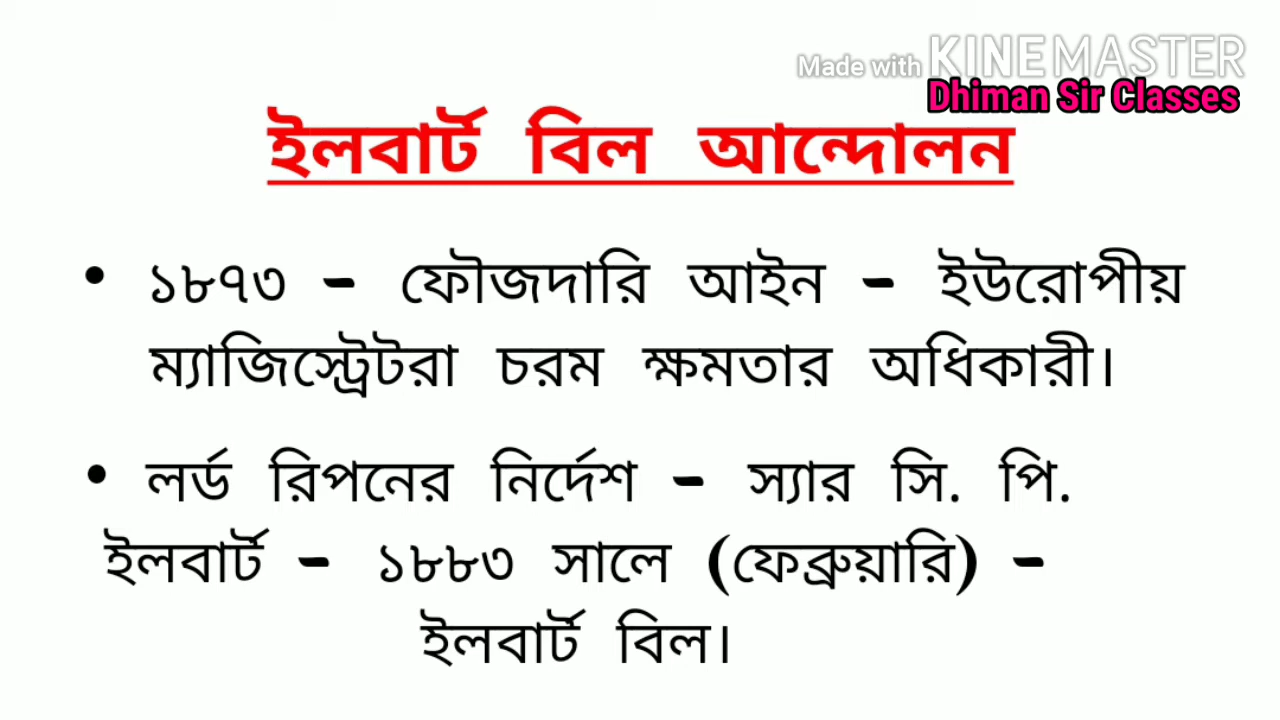 Made with KINEMASTER
Dhiman Sir Classes
ইলবার্ট বিল আন্দোলন
• ১৮৭৩ – ফৌজদারি আইন – ইউরোপীয়
ম্যাজিস্ট্রেটরা চরম ক্ষমতার অধিকারী।
• লর্ড রিপনের নির্দেশ – স্যার সি. পি.
ইলবার্ট – ১৮৮৩ সালে (ফেব্রুয়ারি) –
ইলবার্ট বিল।